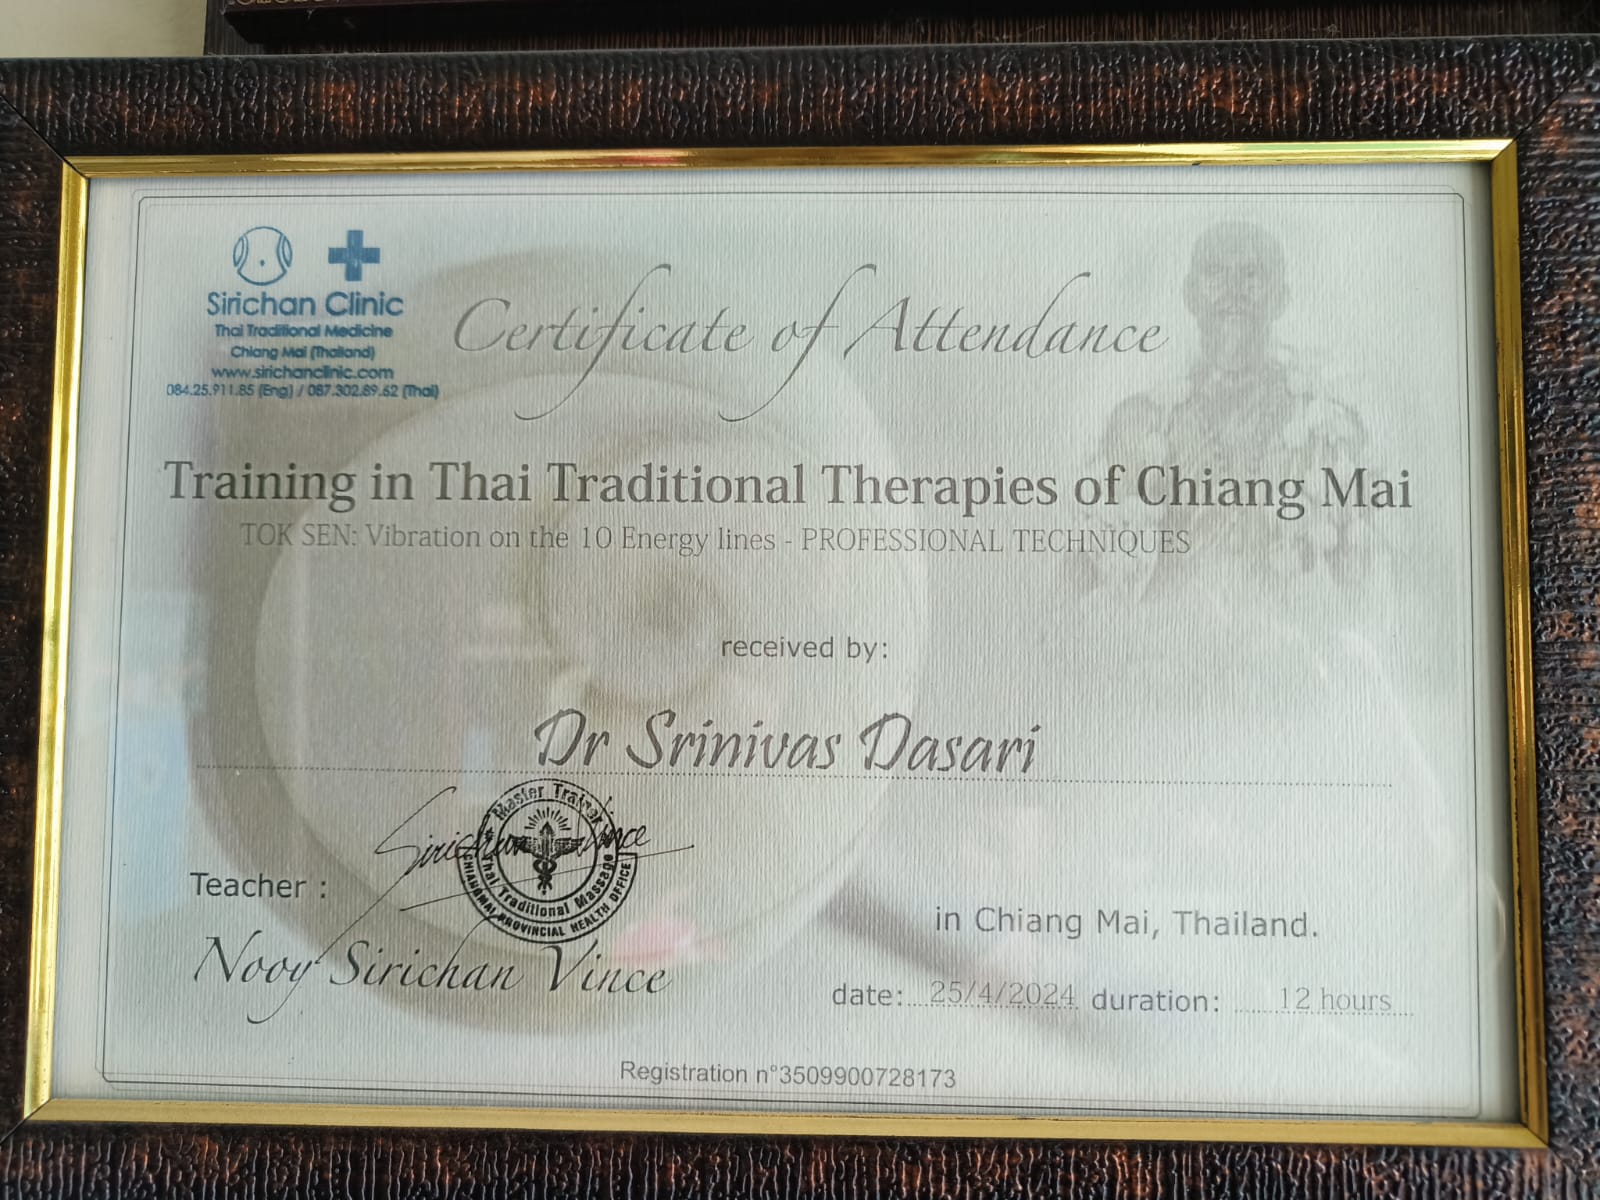 Sirichan Clinic
Thai Traditional Medicine
Chiang Mai (Thailand)
www.sirichanclinic.com
084.25.911.85 (Eng) / 087.302.89.62 (Thai)
Certificate of Attendance
Training in Thai Traditional Therapies of Chiang Mai
TOK SEN: Vibration on the 10 Energy lines - PROFESSIONAL TECHNIQUES
received by:
Dr Srinivas Dasari
Sirichan Vince
Master Trainer
Thai Traditional Massage
CHIANGMAI PROVINCIAL HEALTH OFFICE
Teacher :
Nooy Sirichan Vince
in Chiang Mai, Thailand.
date: 25/4/2024 duration: 12 hours
Registration n°3509900728173